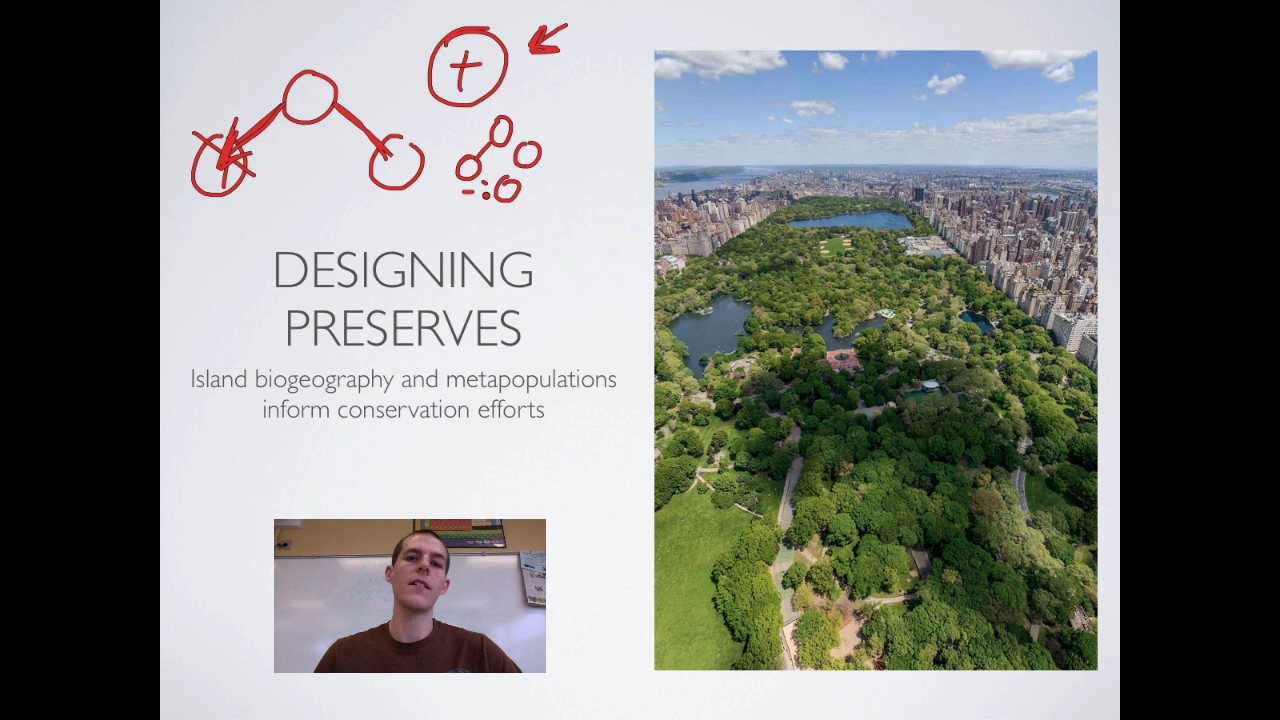 +
DESIGNING
PRESERVES
Island biogeography and metapopulations
inform conservation efforts